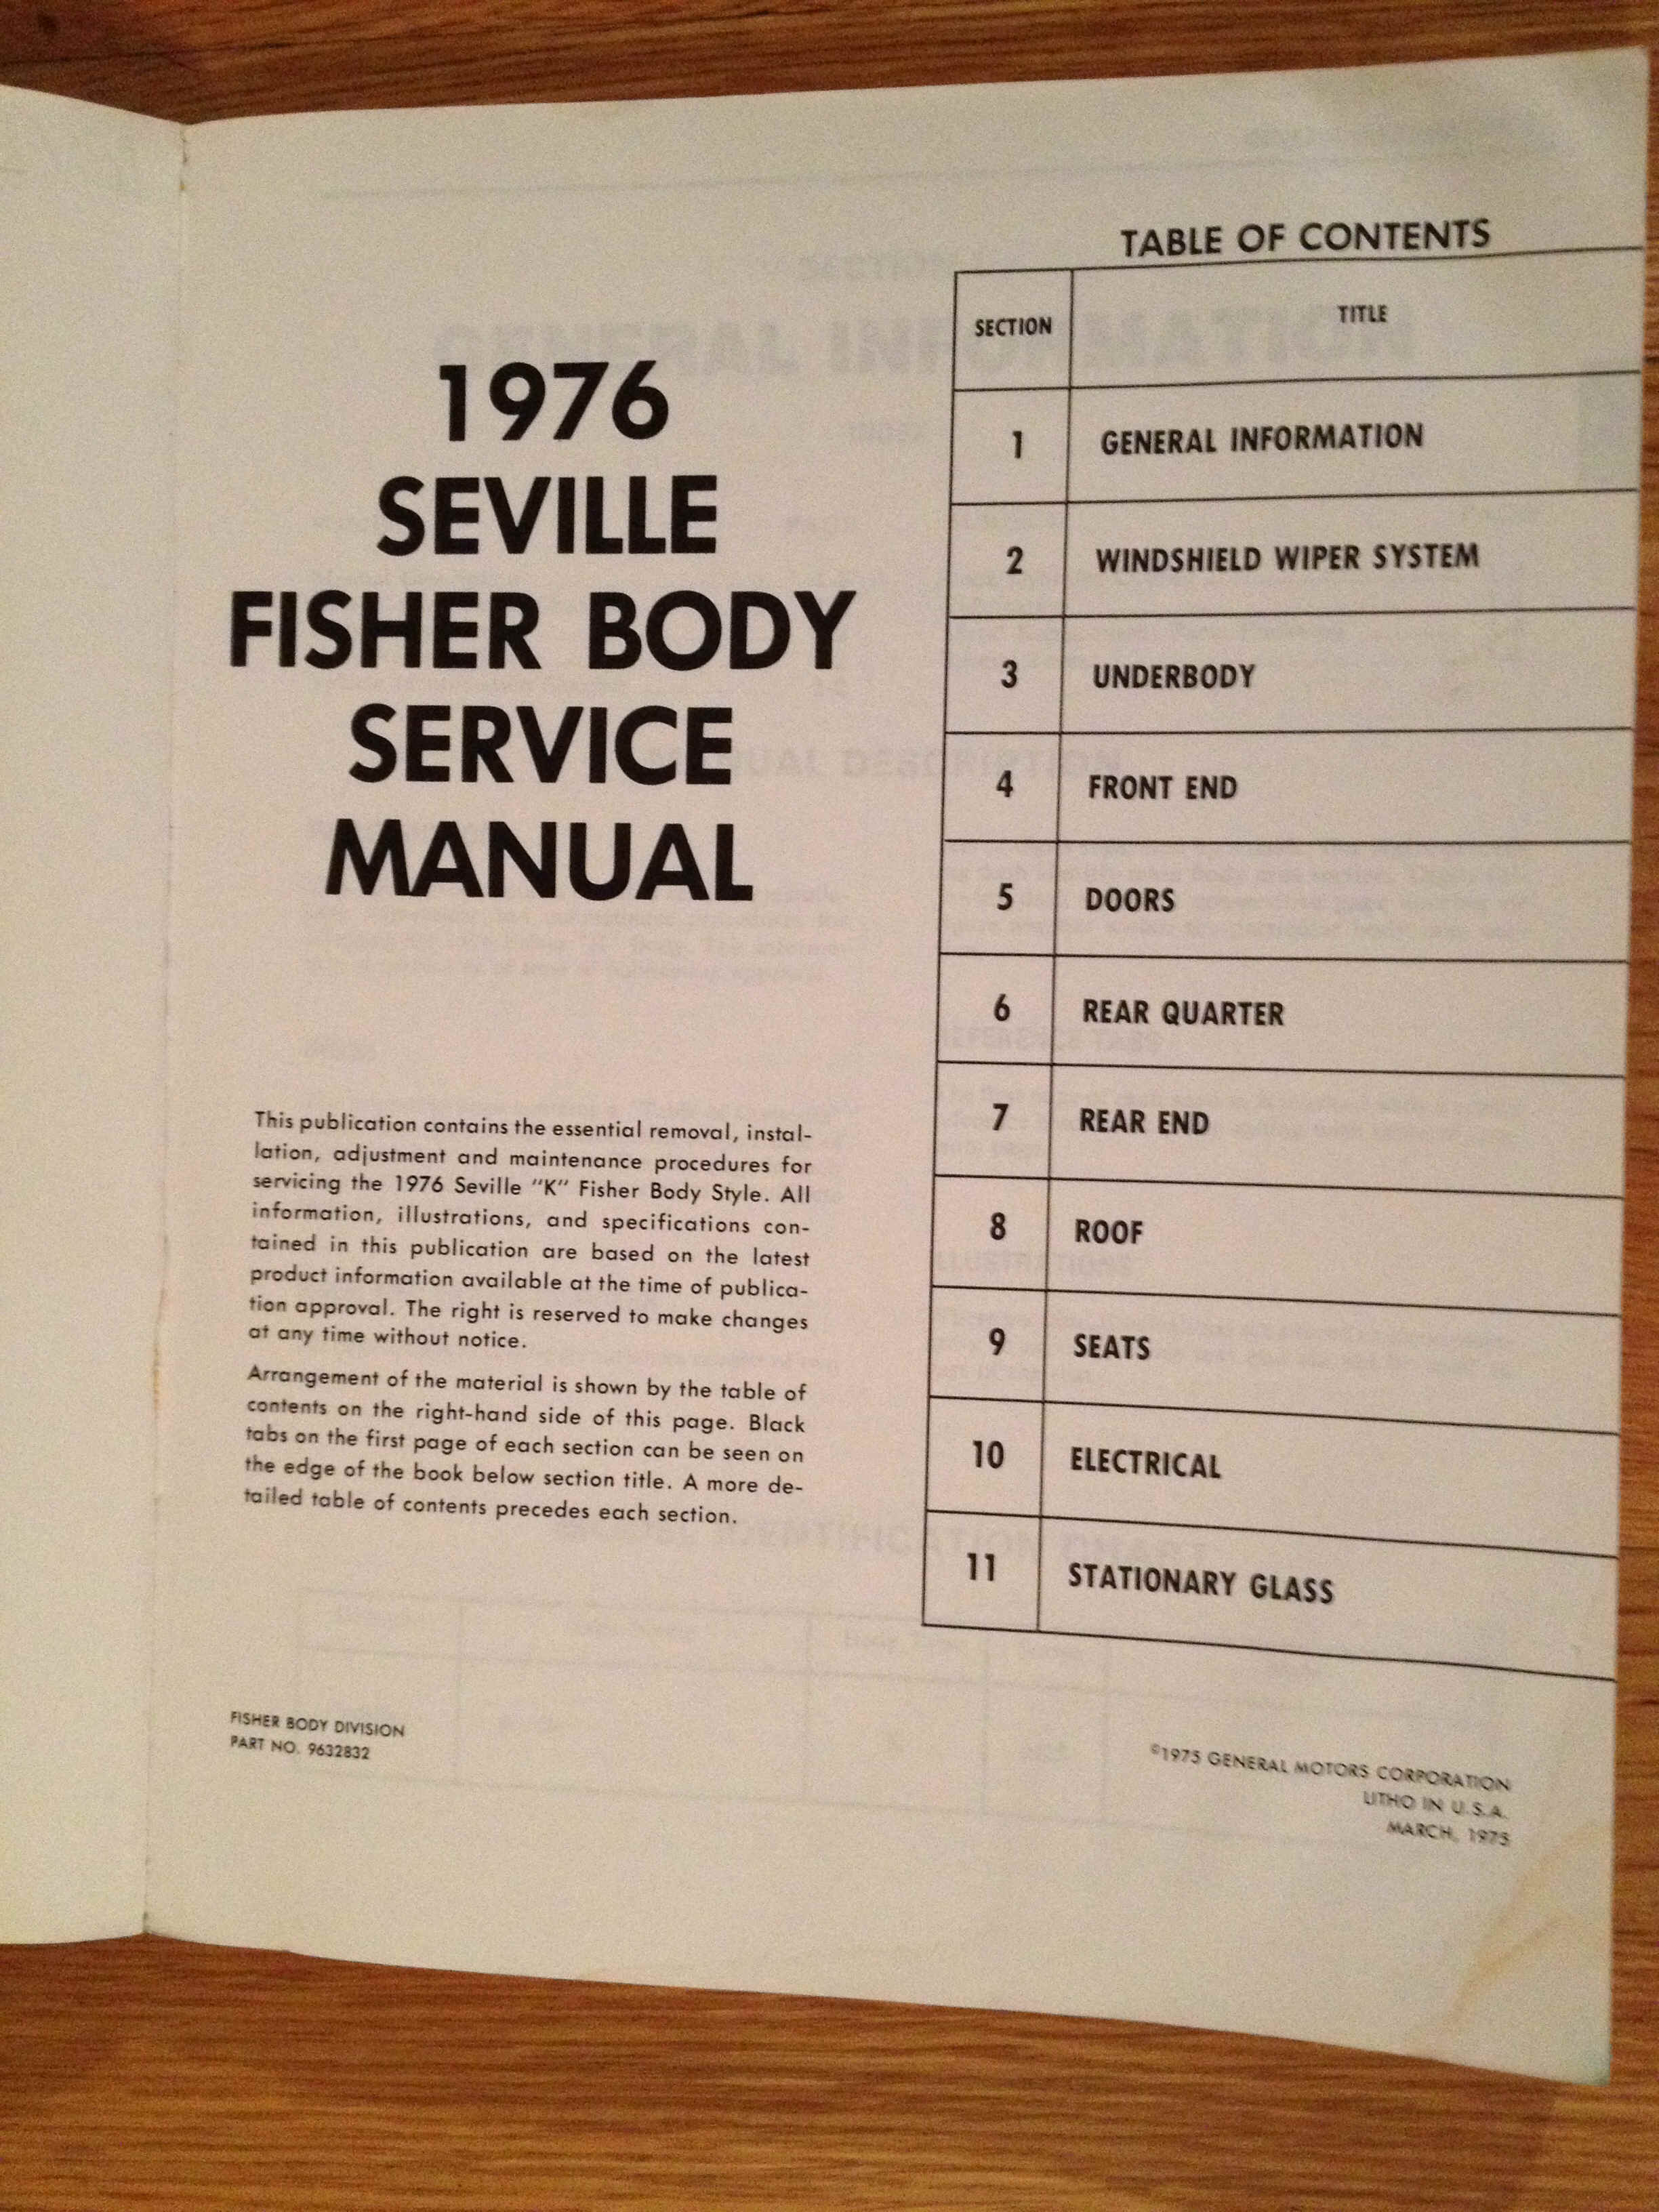 1976
SEVILLE
FISHER BODY
SERVICE
MANUAL
This publication contains the essential removal, instal-
lation, adjustment and maintenance procedures for
servicing the 1976 Seville "K" Fisher Body Style. All
information, illustrations, and specifications con-
tained in this publication are based on the latest
product information available at the time of publica-
tion approval. The right is reserved to make changes
at any time without notice.
Arrangement of the material is shown by the table of
contents on the right-hand side of this page. Black
tabs on the first page of each section can be seen on
the edge of the book below section title. A more de-
tailed table of contents precedes each section.
FISHER BODY DIVISION
PART NO. 9632832
TABLE OF CONTENTS
SECTION TITLE
1 GENERAL INFORMATION
2 WINDSHIELD WIPER SYSTEM
3 UNDERBODY
4 FRONT END
5 DOORS
6 REAR QUARTER
7 REAR END
8 ROOF
9 SEATS
10 ELECTRICAL
11 STATIONARY GLASS
©1975 GENERAL MOTORS CORPORATION
LITHO IN U.S.A.
MARCH, 1975